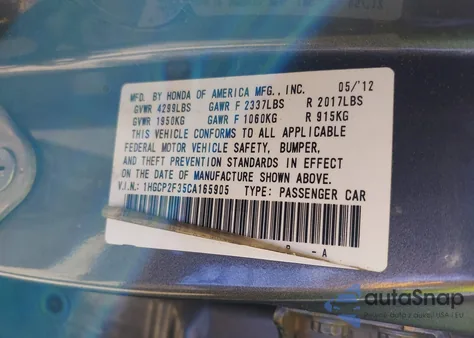 MFD. BY HONDA OF AMERICA MFG., INC. 05/'12
GVWR 4299LBS GAWR F 2337LBS R 2017LBS
GVWR 1950KG GAWR F 1060KG R 915KG
THIS VEHICLE CONFORMS TO ALL APPLICABLE
FEDERAL MOTOR VEHICLE SAFETY, BUMPER,
AND THEFT PREVENTION STANDARDS IN EFFECT
ON THE DATE OF MANUFACTURE SHOWN ABOVE.
V.I.N.: 1HGCP2F35CA165905 TYPE: PASSENGER CAR
A
autoSnap